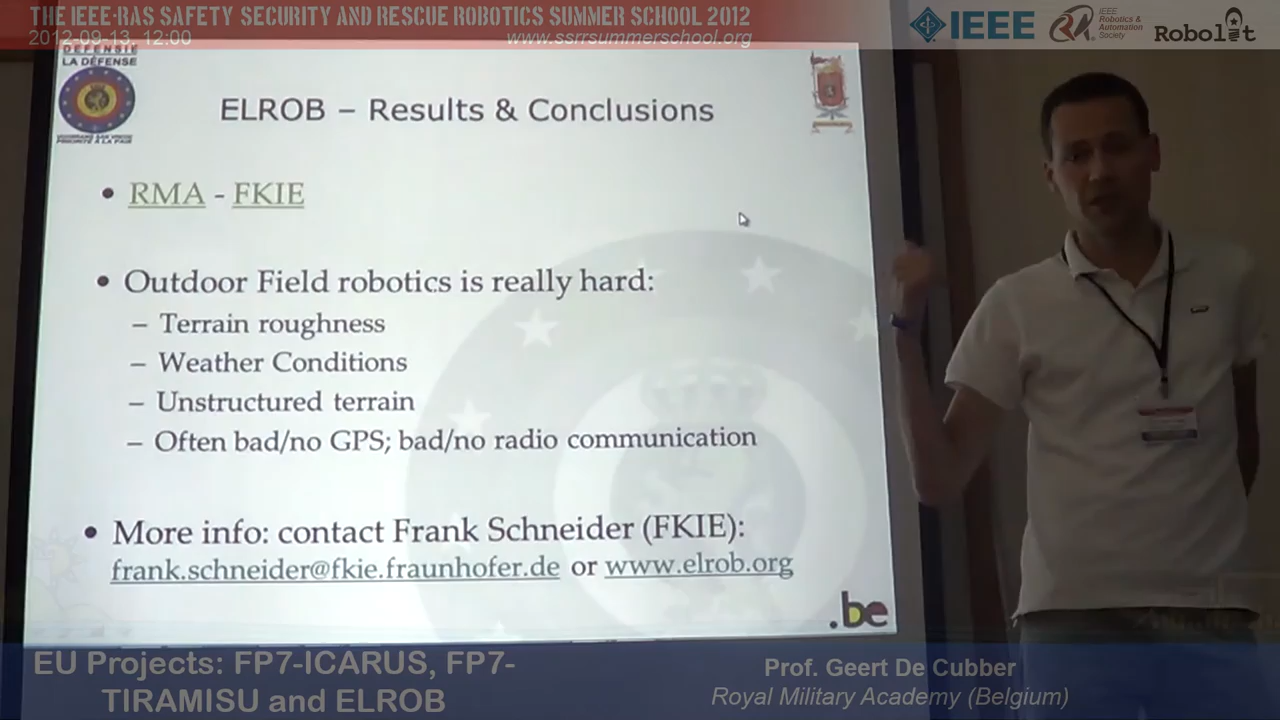 THE IEEE-RAS SAFETY SECURITY AND RESCUE ROBOTICS SUMMER SCHOOL 2012
2012-09-13, 12:00
www.ssrrsummerschool.org
IEEE
IEEE
Robotics &
Automation
Society
Robolit
DEFENSIE
LA DÉFENSE
ELROB – Results & Conclusions
• RMA - FKIE
• Outdoor Field robotics is really hard:
– Terrain roughness
– Weather Conditions
– Unstructured terrain
– Often bad/no GPS; bad/no radio communication
• More info: contact Frank Schneider (FKIE):
frank.schneider@fkie.fraunhofer.de or www.elrob.org
.be
EU Projects: FP7-ICARUS, FP7-
TIRAMISU and ELROB
Prof. Geert De Cubber
Royal Military Academy (Belgium)